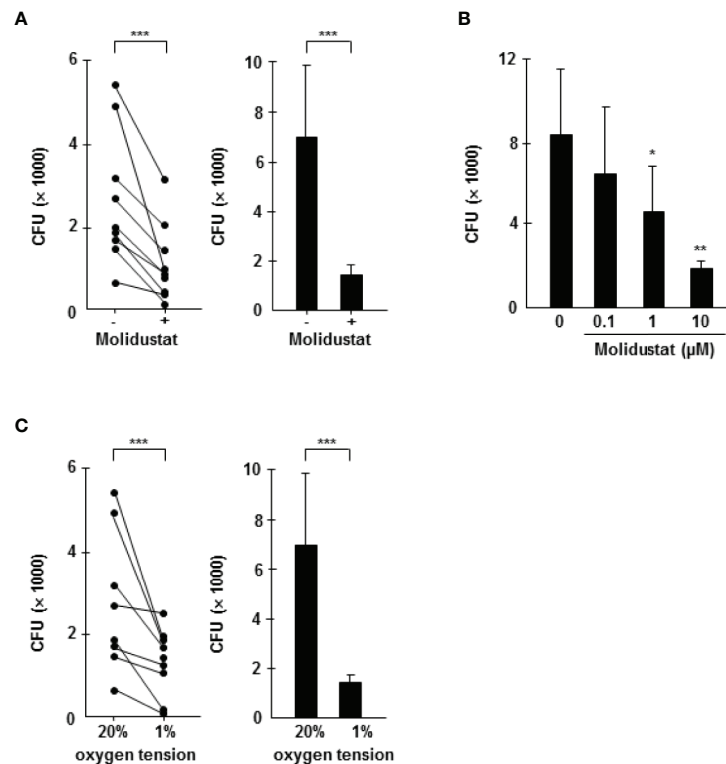 A
***
6
4
2
0
CFU (× 1000)
- +
Molidustat
***
10
8
6
4
2
0
CFU (× 1000)
- +
Molidustat
B
12
8
4
0
CFU (× 1000)
*
**
0 0.1 1 10
Molidustat (µM)
C
***
6
4
2
0
CFU (× 1000)
20% 1%
oxygen tension
***
10
8
6
4
2
0
CFU (× 1000)
20% 1%
oxygen tension